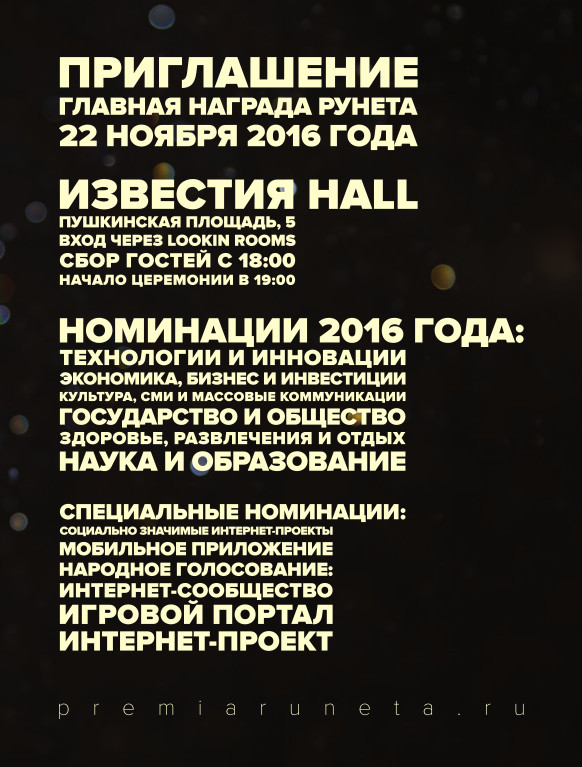 ПРИГЛАШЕНИЕ
ГЛАВНАЯ НАГРАДА РУНЕТА
22 НОЯБРЯ 2016 ГОДА
ИЗВЕСТИЯ HALL
ПУШКИНСКАЯ ПЛОЩАДЬ, 5
ВХОД ЧЕРЕЗ LOOKIN ROOMS
СБОР ГОСТЕЙ С 18:00
НАЧАЛО ЦЕРЕМОНИИ В 19:00
НОМИНАЦИИ 2016 ГОДА:
ТЕХНОЛОГИИ И ИННОВАЦИИ
ЭКОНОМИКА, БИЗНЕС И ИНВЕСТИЦИИ
КУЛЬТУРА, СМИ И МАССОВЫЕ КОММУНИКАЦИИ
ГОСУДАРСТВО И ОБЩЕСТВО
ЗДОРОВЬЕ, РАЗВЛЕЧЕНИЯ И ОТДЫХ
НАУКА И ОБРАЗОВАНИЕ
СПЕЦИАЛЬНЫЕ НОМИНАЦИИ:
СОЦИАЛЬНО ЗНАЧИМЫЕ ИНТЕРНЕТ-ПРОЕКТЫ
МОБИЛЬНОЕ ПРИЛОЖЕНИЕ
НАРОДНОЕ ГОЛОСОВАНИЕ:
ИНТЕРНЕТ-СООБЩЕСТВО
ИГРОВОЙ ПОРТАЛ
ИНТЕРНЕТ-ПРОЕКТ
premiaruneta.ru